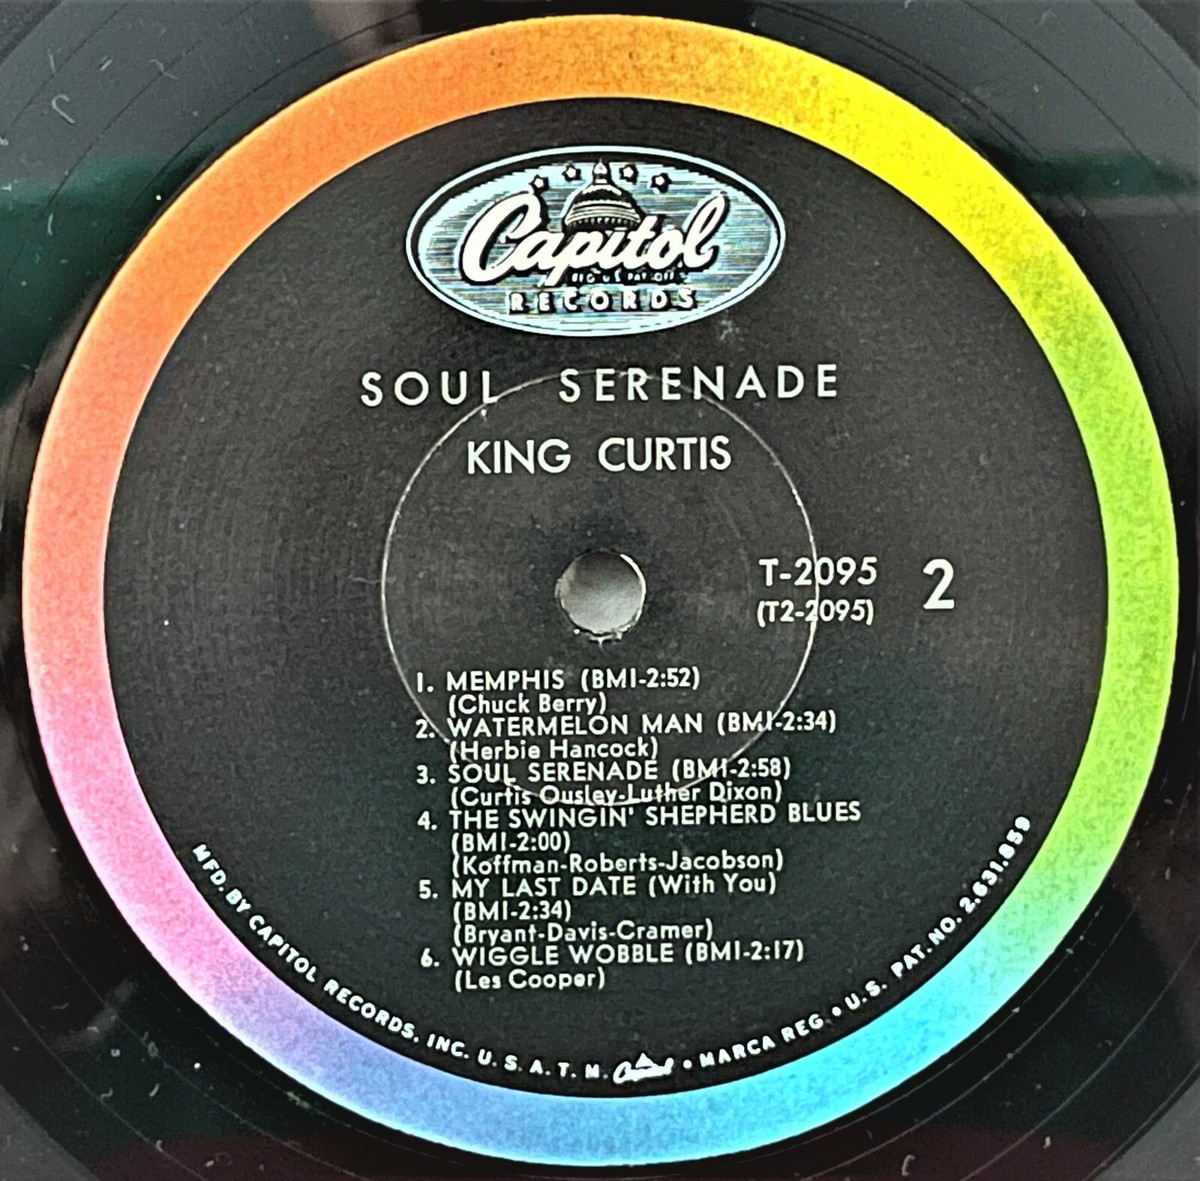 Capitol
REG. U.S. PAT. OFF.
RECORDS
SOUL SERENADE
KING CURTIS
T-2095
(T2-2095)
2
1. MEMPHIS (BMI-2:52)
(Chuck Berry)
2. WATERMELON MAN (BMI-2:34)
(Herbie Hancock)
3. SOUL SERENADE (BMI-2:58)
(Curtis Ousley-Luther Dixon)
4. THE SWINGIN' SHEPHERD BLUES
(BMI-2:00)
(Koffman-Roberts-Jacobson)
5. MY LAST DATE (With You)
(BMI-2:34)
(Bryant-Davis-Cramer)
6. WIGGLE WOBBLE (BMI-2:17)
(Les Cooper)
MFD. BY CAPITOL RECORDS, INC. U. S. A. T. M. Capitol • MARCA REG. • U.S. PAT. NO. 2.631.859